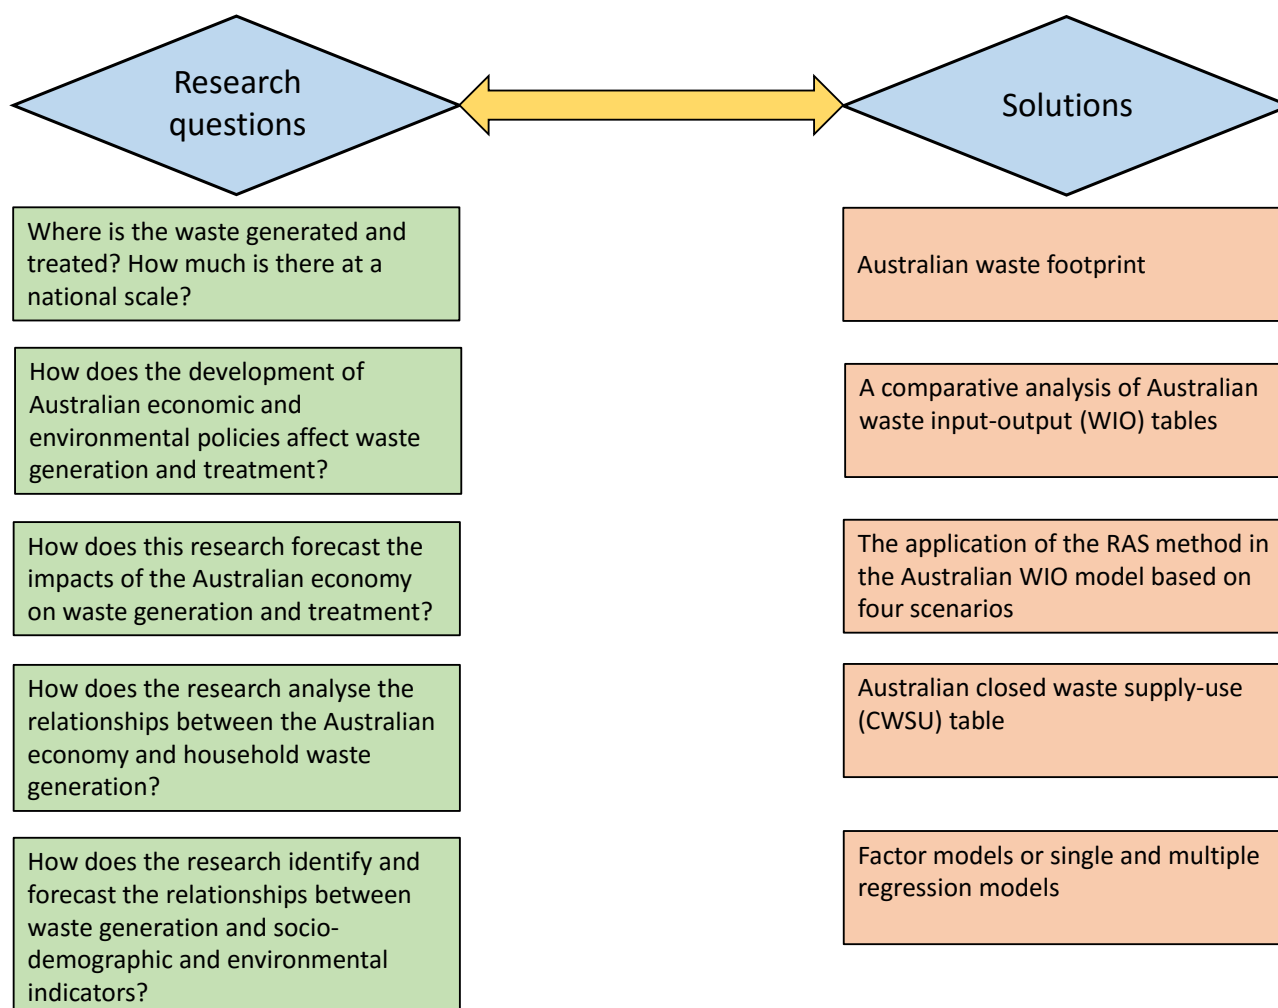 Research
questions
Solutions
Where is the waste generated and
treated? How much is there at a
national scale?
Australian waste footprint
How does the development of
Australian economic and
environmental policies affect waste
generation and treatment?
A comparative analysis of Australian
waste input-output (WIO) tables
How does this research forecast the
impacts of the Australian economy
on waste generation and treatment?
The application of the RAS method in
the Australian WIO model based on
four scenarios
How does the research analyse the
relationships between the Australian
economy and household waste
generation?
Australian closed waste supply-use
(CWSU) table
How does the research identify and
forecast the relationships between
waste generation and socio-
demographic and environmental
indicators?
Factor models or single and multiple
regression models